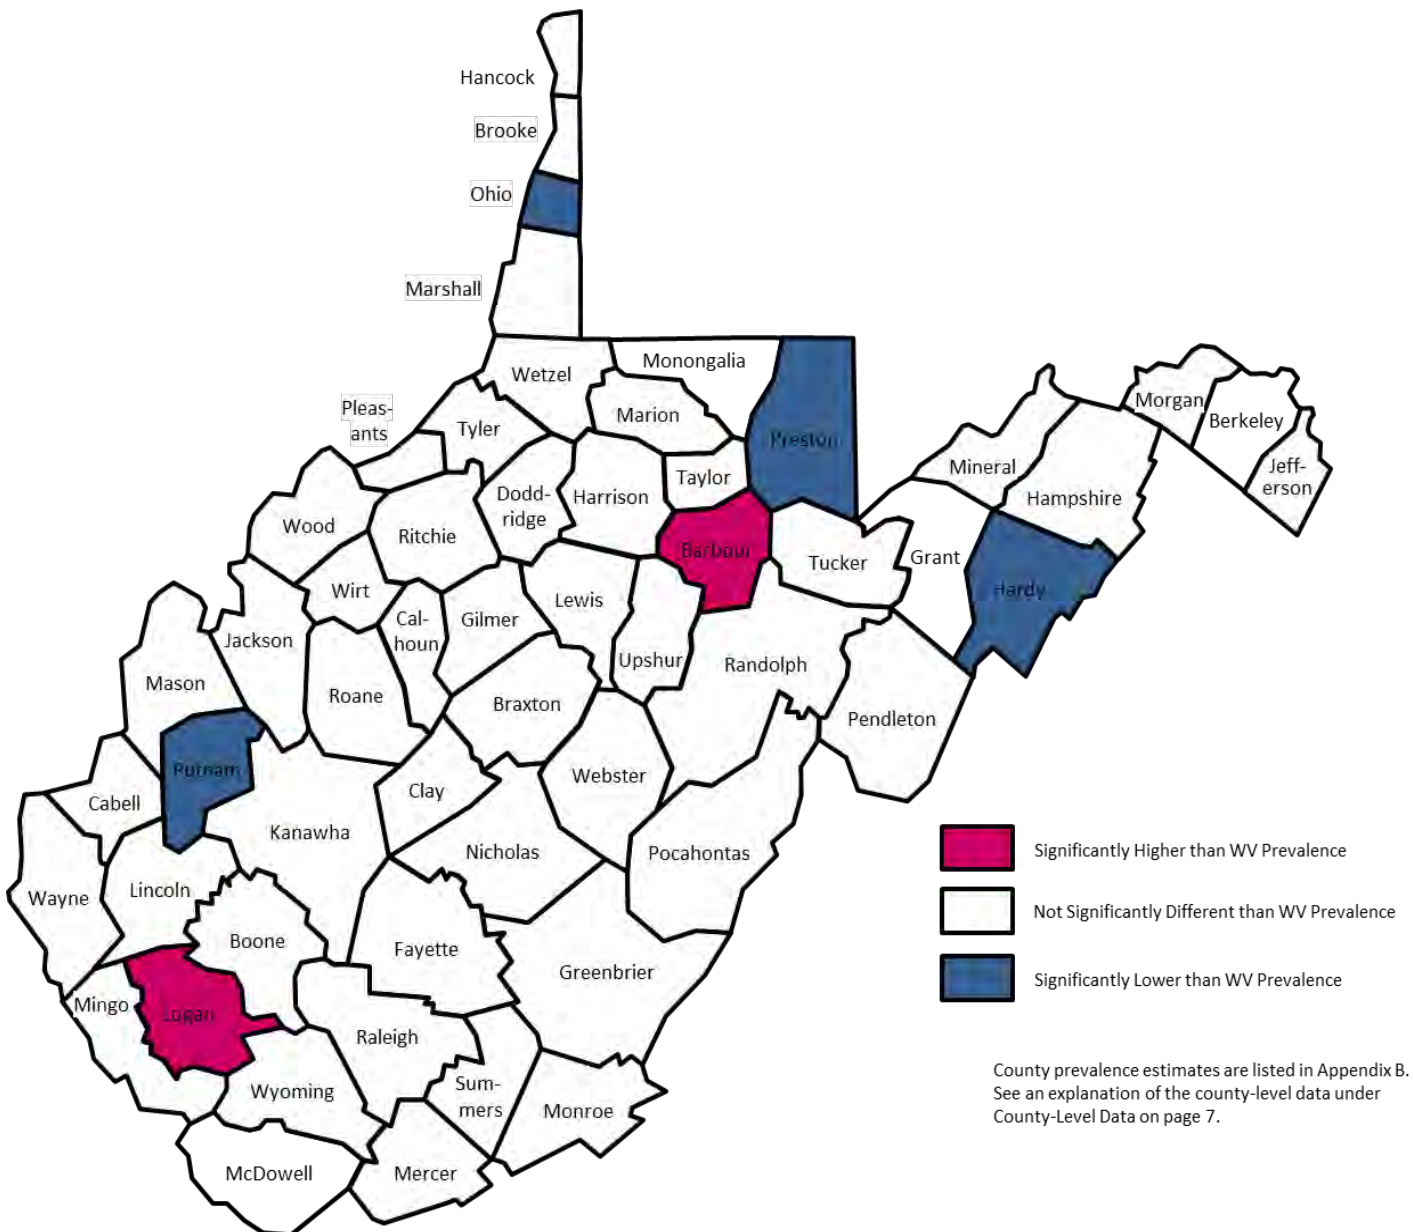 Hancock
Brooke
Ohio
Marshall
Wetzel
Monongalia
Pleas-
ants
Tyler
Marion
Preston
Morgan
Berkeley
Jeff-
erson
Mineral
Hampshire
Wood
Ritchie
Dodd-
ridge
Harrison
Taylor
Barbour
Tucker
Grant
Hardy
Wirt
Cal-
houn
Gilmer
Lewis
Upshur
Randolph
Jackson
Mason
Roane
Braxton
Pendleton
Putnam
Cabell
Clay
Webster
Kanawha
Nicholas
Pocahontas
Wayne
Lincoln
Boone
Fayette
Greenbrier
Mingo
Logan
Raleigh
Wyoming
Sum-
mers
Monroe
McDowell
Mercer
Significantly Higher than WV Prevalence
Not Significantly Different than WV Prevalence
Significantly Lower than WV Prevalence
County prevalence estimates are listed in Appendix B.
See an explanation of the county-level data under
County-Level Data on page 7.